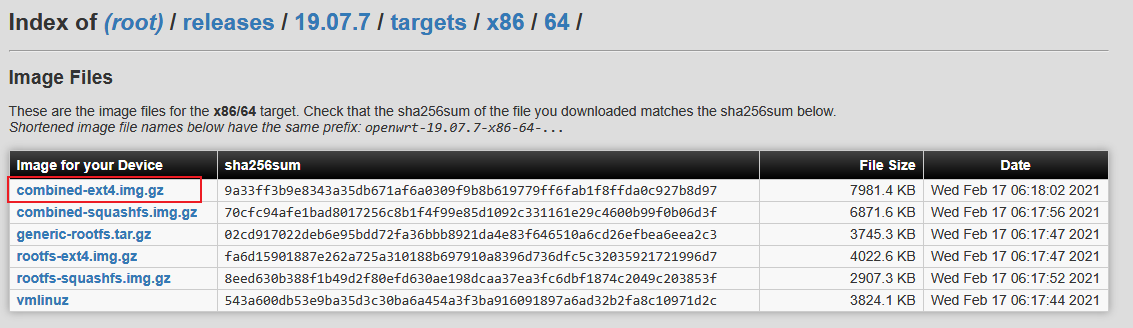 Index of (root) / releases / 19.07.7 / targets / x86 / 64 /
Image Files
These are the image files for the x86/64 target. Check that the sha256sum of the file you downloaded matches the sha256sum below.
Shortened image file names below have the same prefix: openwrt-19.07.7-x86-64-...
Image for your Device sha256sum File Size Date
combined-ext4.img.gz 9a33ff3b9e8343a35db671af6a0309f9b8b619779ff6fab1f8ffda0c927b8d97 7981.4 KB Wed Feb 17 06:18:02 2021
combined-squashfs.img.gz 70cfc94afe1bad8017256c8b1f4f99e85d1092c331161e29c4600b99f0b06d3f 6871.6 KB Wed Feb 17 06:17:56 2021
generic-rootfs.tar.gz 02cd917022deb6e95bdd72fa36bbb8921da4e83f646510a6cd26efbea6eea2c3 3745.3 KB Wed Feb 17 06:17:47 2021
rootfs-ext4.img.gz fa6d15901887e262a725a310188b697910a8396d736dfc5c32035921721996d7 4022.6 KB Wed Feb 17 06:17:47 2021
rootfs-squashfs.img.gz 8eed630b388f1b49d2f80efd630ae198dcaa37ea3fc6dbf1874c2049c203853f 2907.3 KB Wed Feb 17 06:17:52 2021
vmlinuz 543a600db53e9ba35d3c30ba6a454a3f3ba916091897a6ad32b2fa8c10971d2c 3824.1 KB Wed Feb 17 06:17:44 2021